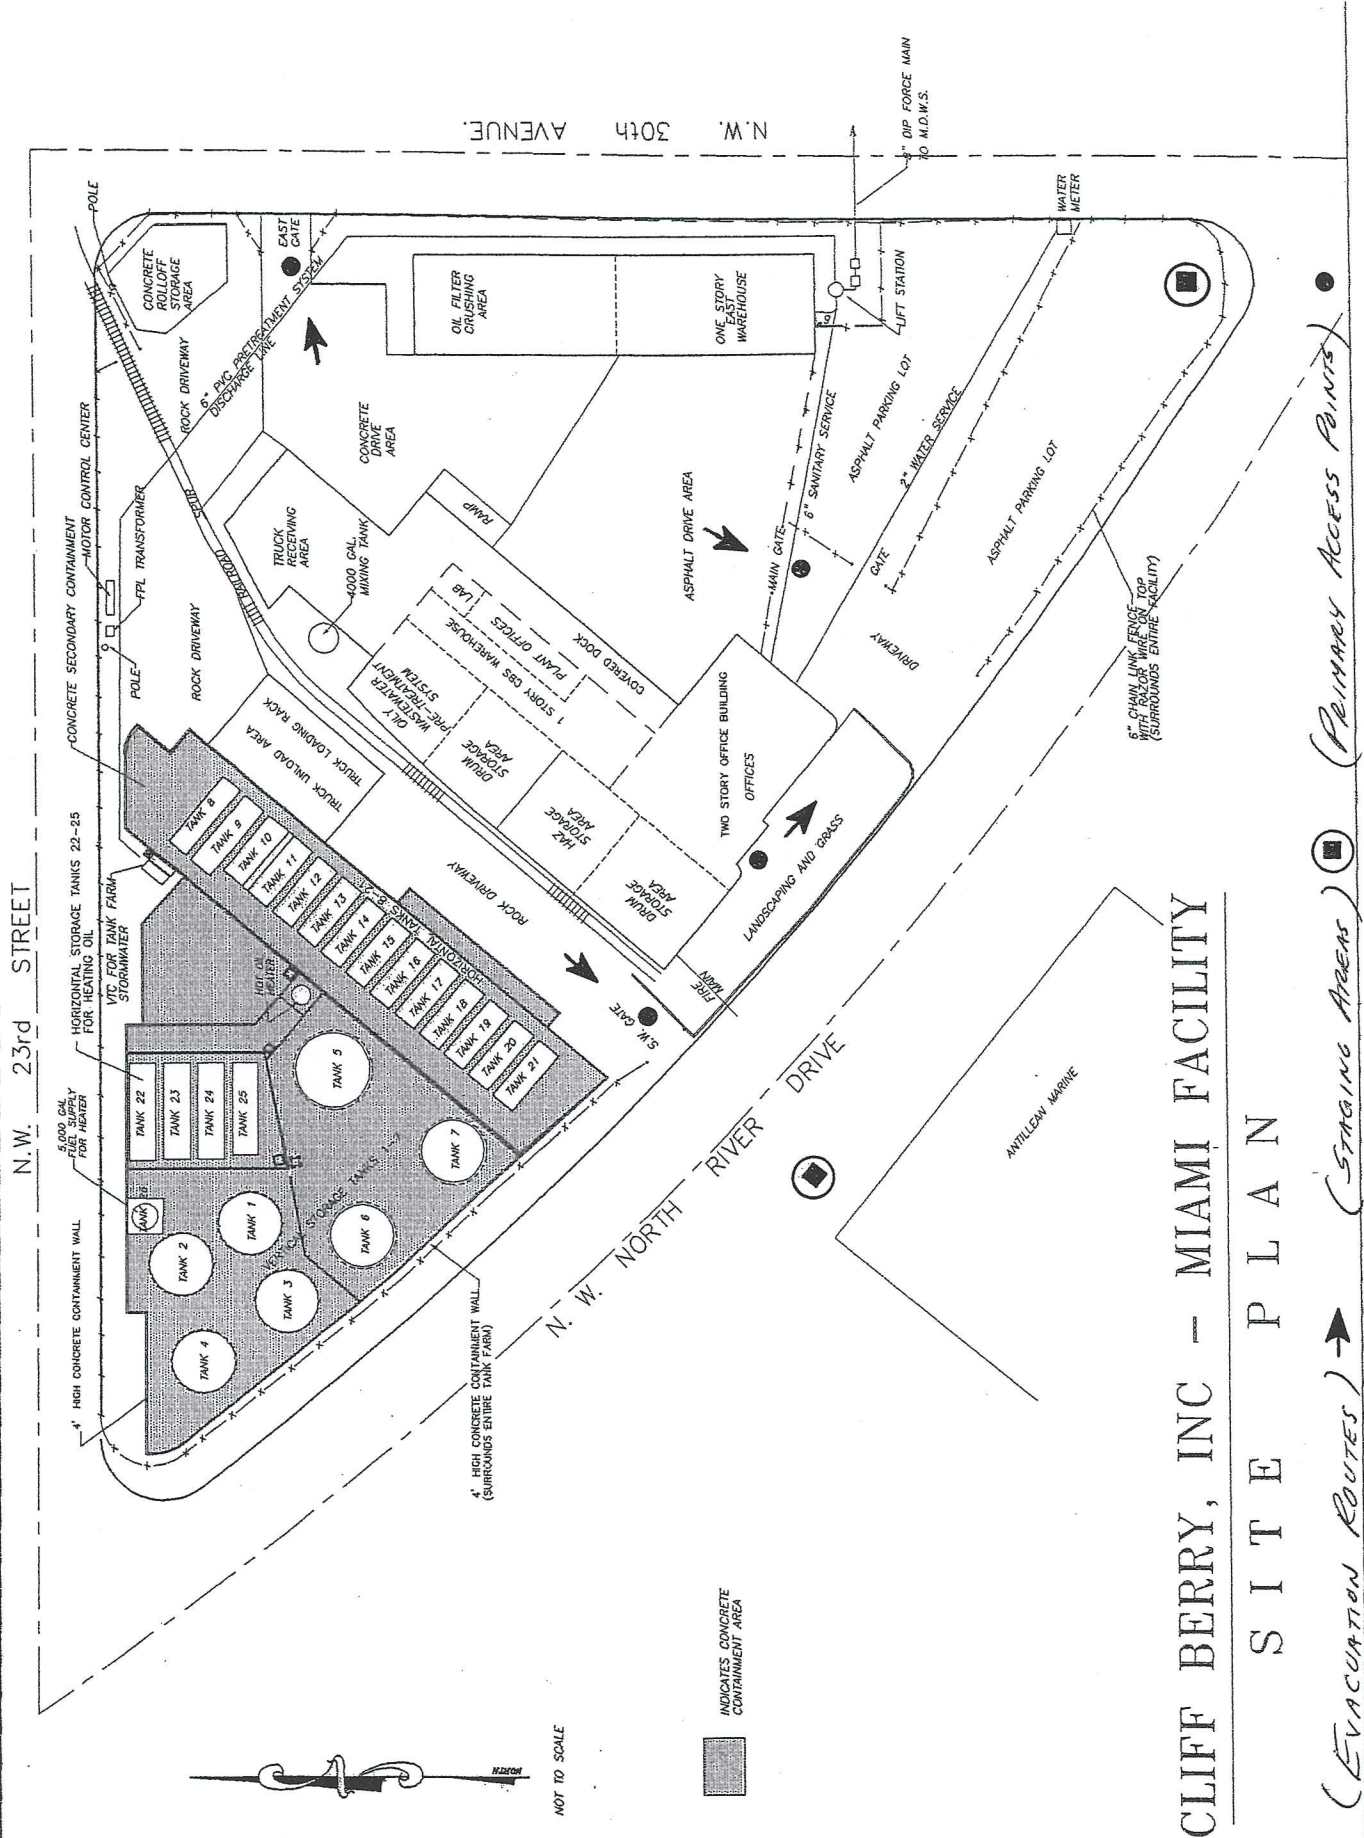 N.W. 23rd STREET
N.W. 30th AVENUE.
4' HIGH CONCRETE CONTAINMENT WALL
5,000 GAL
FUEL SUPPLY
FOR HEATER
HORIZONTAL STORAGE TANKS 22-25
FOR HEATING OIL
VTC FOR TANK FARM
STORMWATER
CONCRETE SECONDARY CONTAINMENT
MOTOR CONTROL CENTER
FPL TRANSFORMER
POLE
POLE
ROCK DRIVEWAY
ROCK DRIVEWAY
RAILROAD
SPUR
CONCRETE
ROLLOFF
STORAGE
AREA
EAST
GATE
6" PVC PRETREATMENT SYSTEM
DISCHARGE LINE
TANK 4
TANK 2
TANK 3
TANK 1
TANK 6
TANK 7
TANK 5
TANK 22
TANK 23
TANK 24
TANK 25
HOT OIL
HEATER
STORAGE TANKS 1-7
TANK 8
TANK 9
TANK 10
TANK 11
TANK 12
TANK 13
TANK 14
TANK 15
TANK 16
TANK 17
TANK 18
TANK 19
TANK 20
TANK 21
HORIZONTAL TANKS 8-21
TRUCK UNLOAD AREA
TRUCK LOADING RACK
TRUCK
RECEIVING
AREA
4000 GAL.
MIXING TANK
CONCRETE
DRIVE
AREA
OIL FILTER
CRUSHING
AREA
ONE STORY
EAST
WAREHOUSE
RAMP
OILY
WASTEWATER
PRE-TREATMENT
SYSTEM
1 STORY CBS WAREHOUSE
PLANT OFFICES
LAB
COVERED DOCK
DRUM
STORAGE
AREA
HAZ
STORAGE
AREA
DRUM
STORAGE
AREA
ROCK DRIVEWAY
S.W. GATE
FIRE
MAIN
TWO STORY OFFICE BUILDING
OFFICES
LANDSCAPING AND GRASS
ASPHALT DRIVE AREA
MAIN GATE
6" SANITARY SERVICE
ASPHALT PARKING LOT
LIFT STATION
8" DIP FORCE MAIN
TO M.D.W.S.
2" WATER SERVICE
WATER
METER
GATE
DRIVEWAY
ASPHALT PARKING LOT
6" CHAIN LINK FENCE
WITH RAZOR WIRE ON TOP
(SURROUNDS ENTIRE FACILITY)
4' HIGH CONCRETE CONTAINMENT WALL
(SURROUNDS ENTIRE TANK FARM)
N. W. NORTH RIVER DRIVE
ANTILLEAN MARINE
NORTH
NOT TO SCALE
INDICATES CONCRETE
CONTAINMENT AREA
CLIFF BERRY, INC - MIAMI FACILITY
SITE PLAN
(EVACUATION ROUTES) (STAGING AREAS) (PRIMARY ACCESS POINTS)